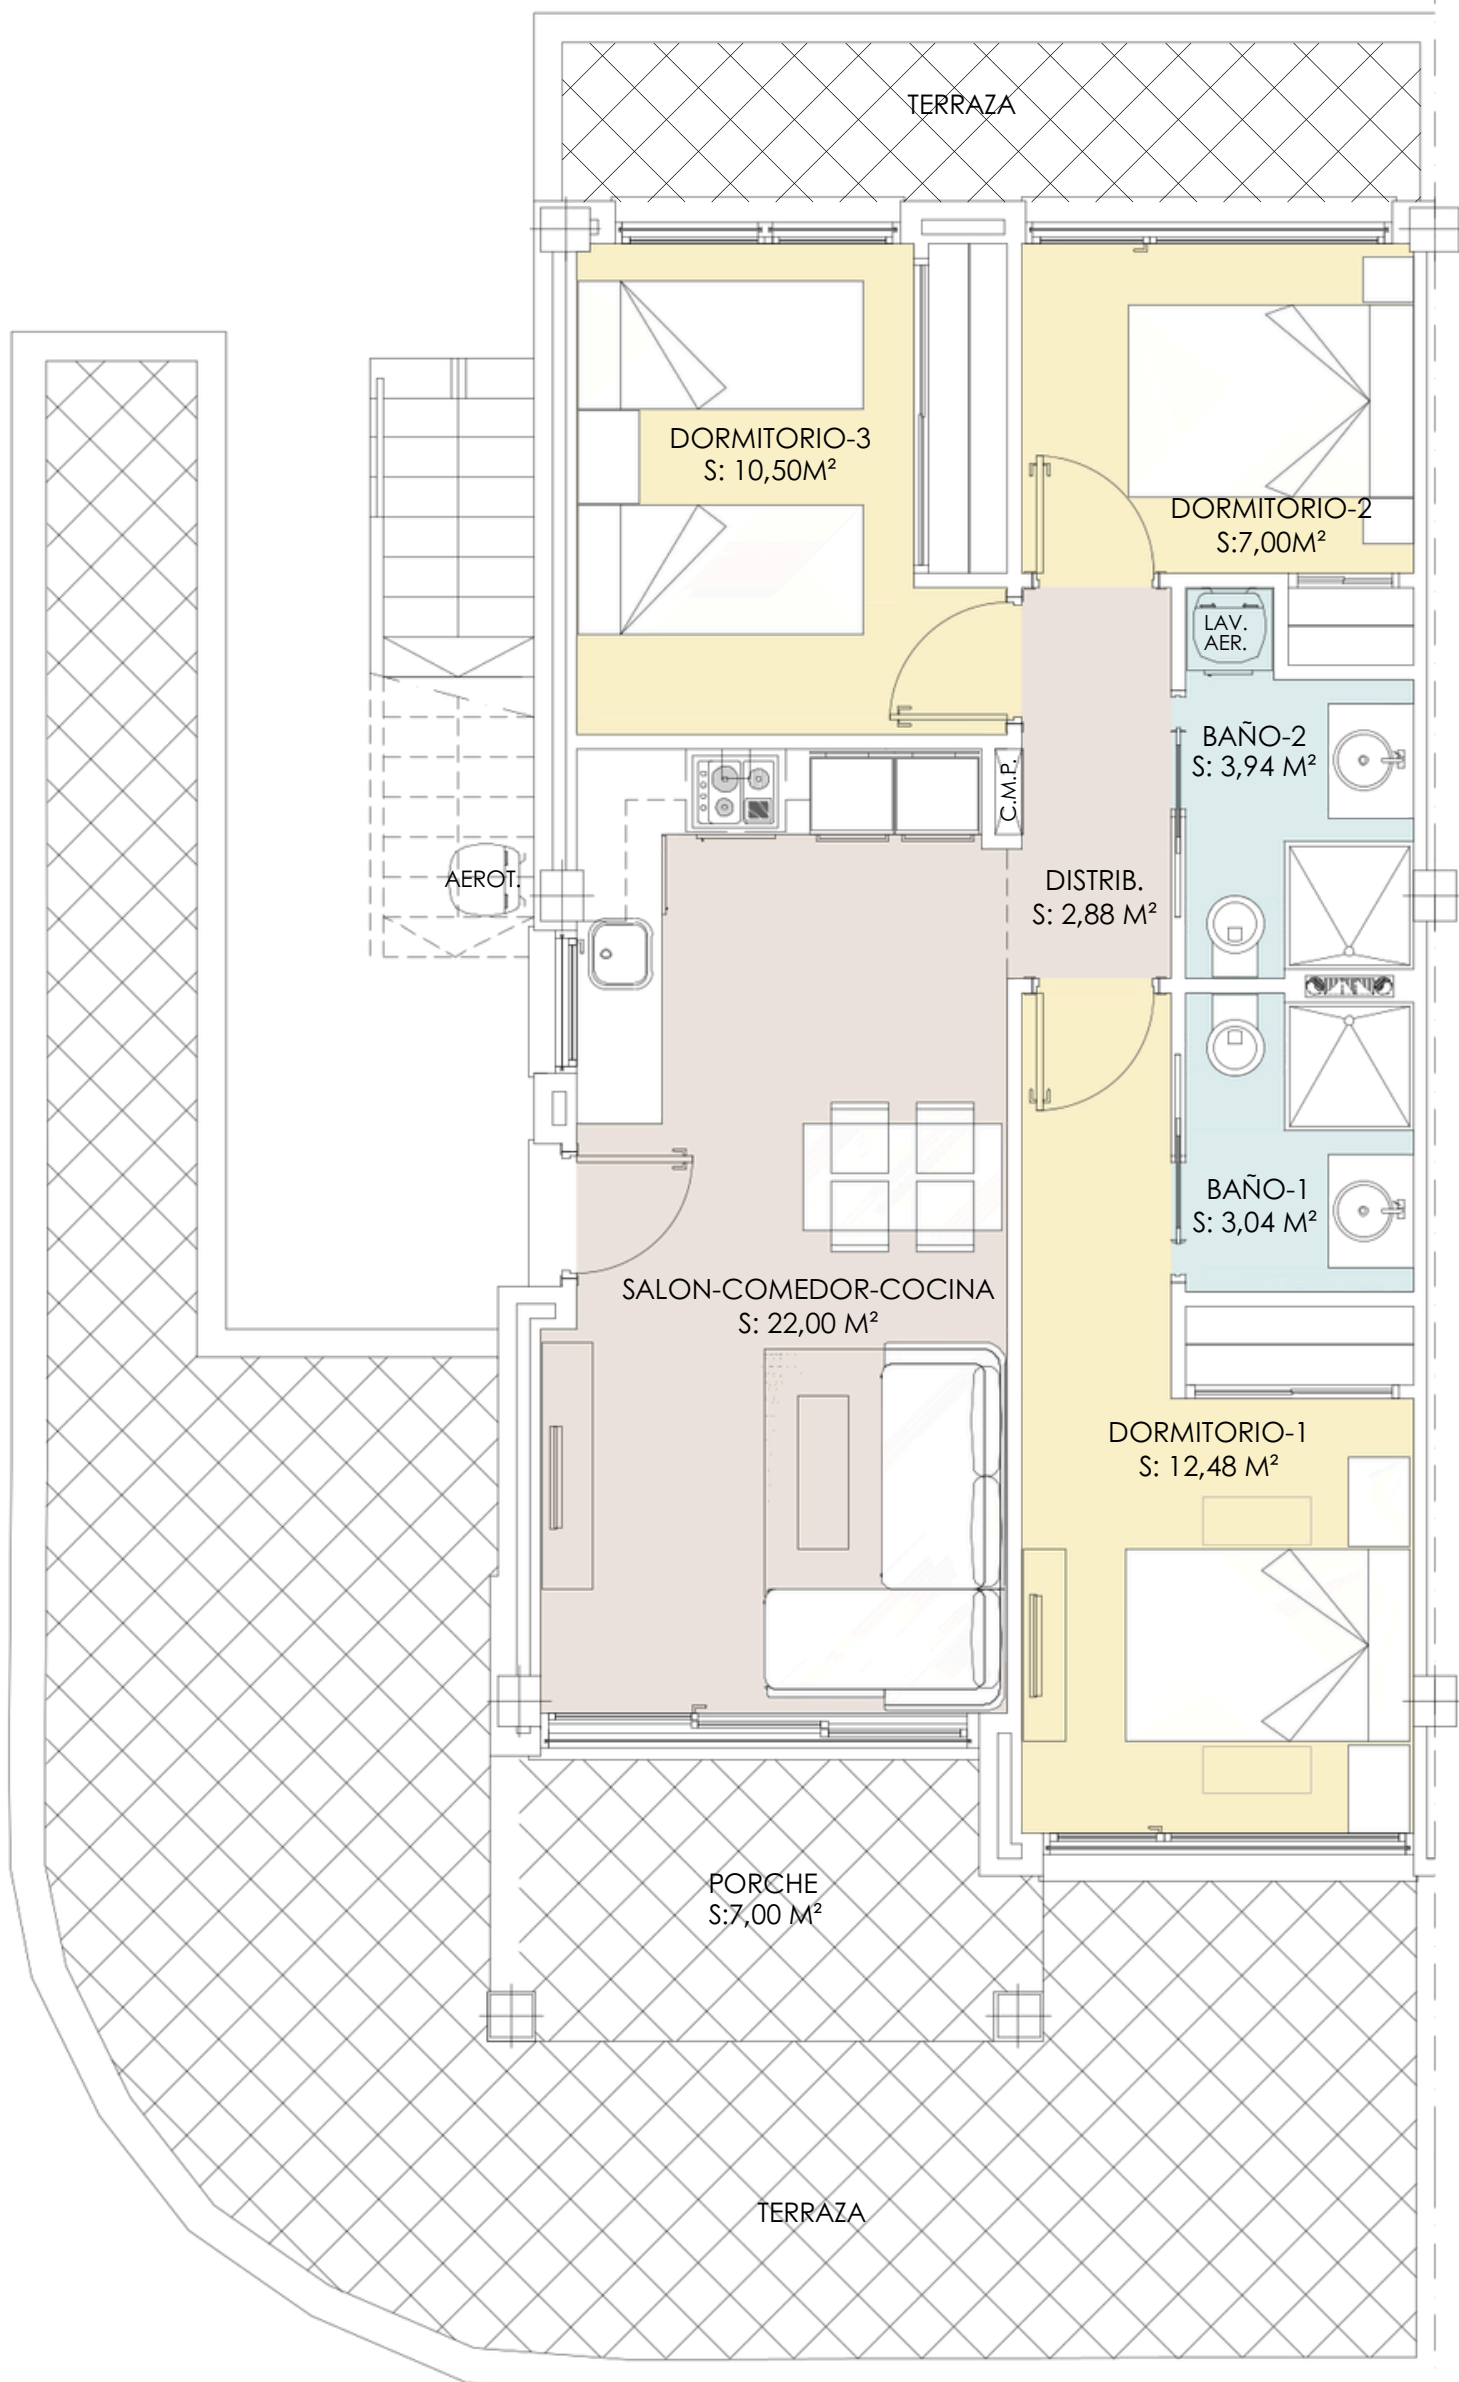 TERRAZA
DORMITORIO-3
S: 10,50M²
DORMITORIO-2
S:7,00M²
LAV.
AER.
BAÑO-2
S: 3,94 M²
C.M.P.
AEROT.
DISTRIB.
S: 2,88 M²
BAÑO-1
S: 3,04 M²
SALON-COMEDOR-COCINA
S: 22,00 M²
DORMITORIO-1
S: 12,48 M²
PORCHE
S:7,00 M²
TERRAZA